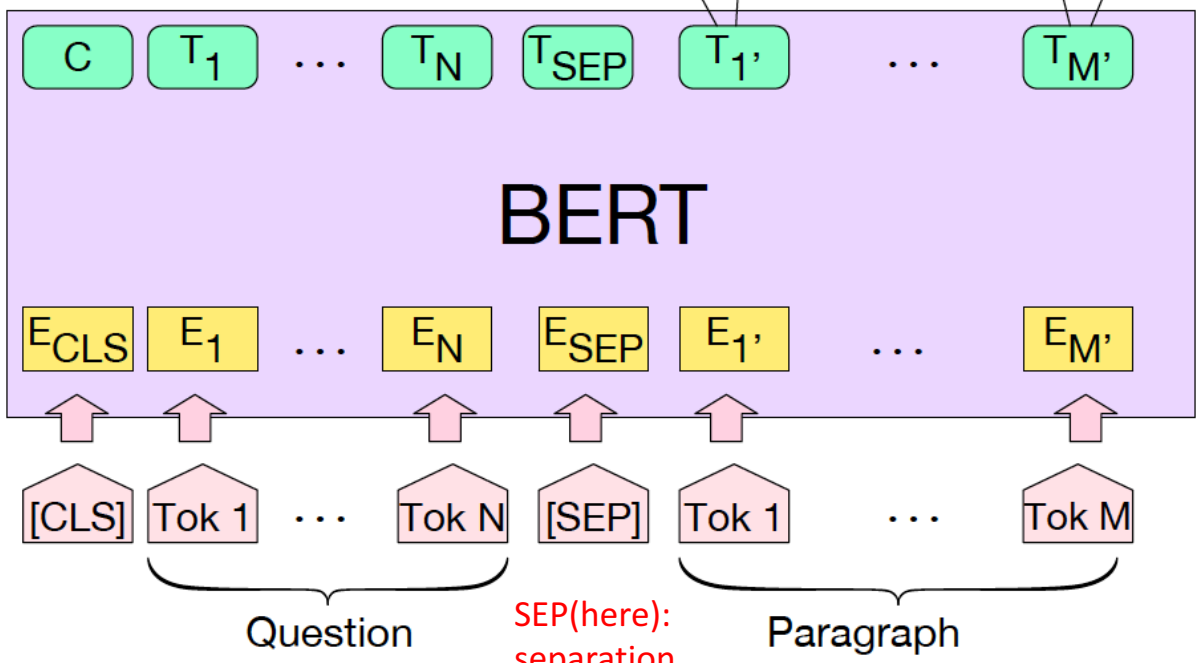 C T1 ... TN TSEP T1’ ... TM’
BERT
ECLS E1 ... EN ESEP E1’ ... EM’
[CLS] Tok 1 ... Tok N [SEP] Tok 1 ... Tok M
Question SEP(here): Paragraph
separation